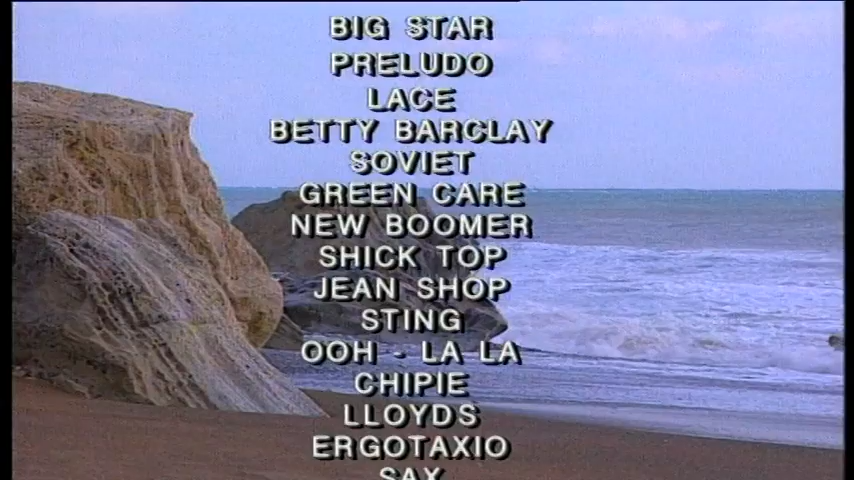 BIG STAR
PRELUDO
LACE
BETTY BARCLAY
SOVIET
GREEN CARE
NEW BOOMER
SHICK TOP
JEAN SHOP
STING
OOH LA LA
CHIPIE
LLOYDS
ERGOTAXIO
SAX